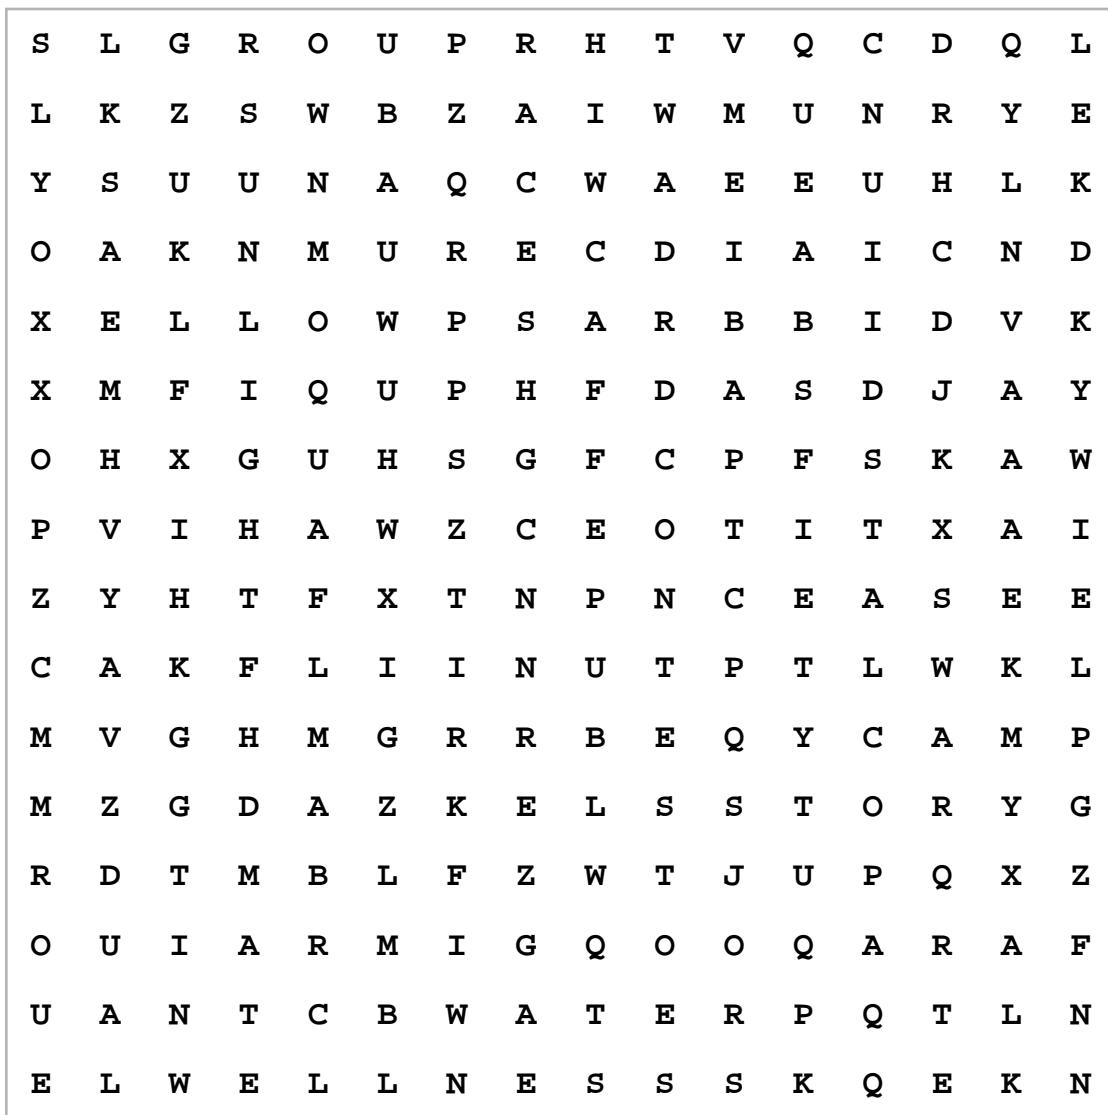 S L G R O U P R H T V Q C D Q L
L K Z S W B Z A I W M U N R Y E
Y S U U N A Q C W A E E U H L K
O A K N M U R E C D I A I C N D
X E L L O W P S A R B B I D V K
X M F I Q U P H F D A S D J A Y
O H X G U H S G F C P F S K A W
P V I H A W Z C E O T I T X A I
Z Y H T F X T N P N C E A S E E
C A K F L I I N U T P T L W K L
M V G H M G R R B E Q Y C A M P
M Z G D A Z K E L S S T O R Y G
R D T M B L F Z W T J U P Q X Z
O U I A R M I G Q O O Q A R A F
U A N T C B W A T E R P Q T L N
E L W E L L N E S S S K Q E K N